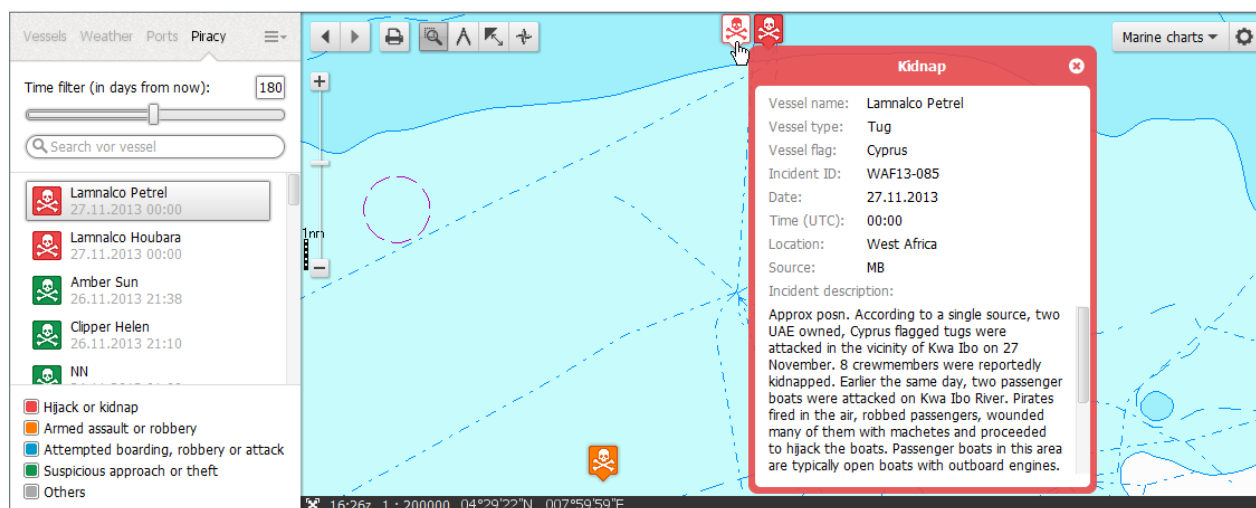 Vessels Weather Ports Piracy
Time filter (in days from now): 180
Search vor vessel
Lamnalco Petrel
27.11.2013 00:00
Lamnalco Houbara
27.11.2013 00:00
Amber Sun
26.11.2013 21:38
Clipper Helen
26.11.2013 21:10
NN
Hijack or kidnap
Armed assault or robbery
Attempted boarding, robbery or attack
Suspicious approach or theft
Others
Marine charts
1nm
Kidnap
Vessel name: Lamnalco Petrel
Vessel type: Tug
Vessel flag: Cyprus
Incident ID: WAF13-085
Date: 27.11.2013
Time (UTC): 00:00
Location: West Africa
Source: MB
Incident description:
Approx posn. According to a single source, two
UAE owned, Cyprus flagged tugs were
attacked in the vicinity of Kwa Ibo on 27
November. 8 crewmembers were reportedly
kidnapped. Earlier the same day, two passenger
boats were attacked on Kwa Ibo River. Pirates
fired in the air, robbed passengers, wounded
many of them with machetes and proceeded
to hijack the boats. Passenger boats in this area
are typically open boats with outboard engines.
16:26z 1 : 200000 04°29'22"N 007°59'59"E